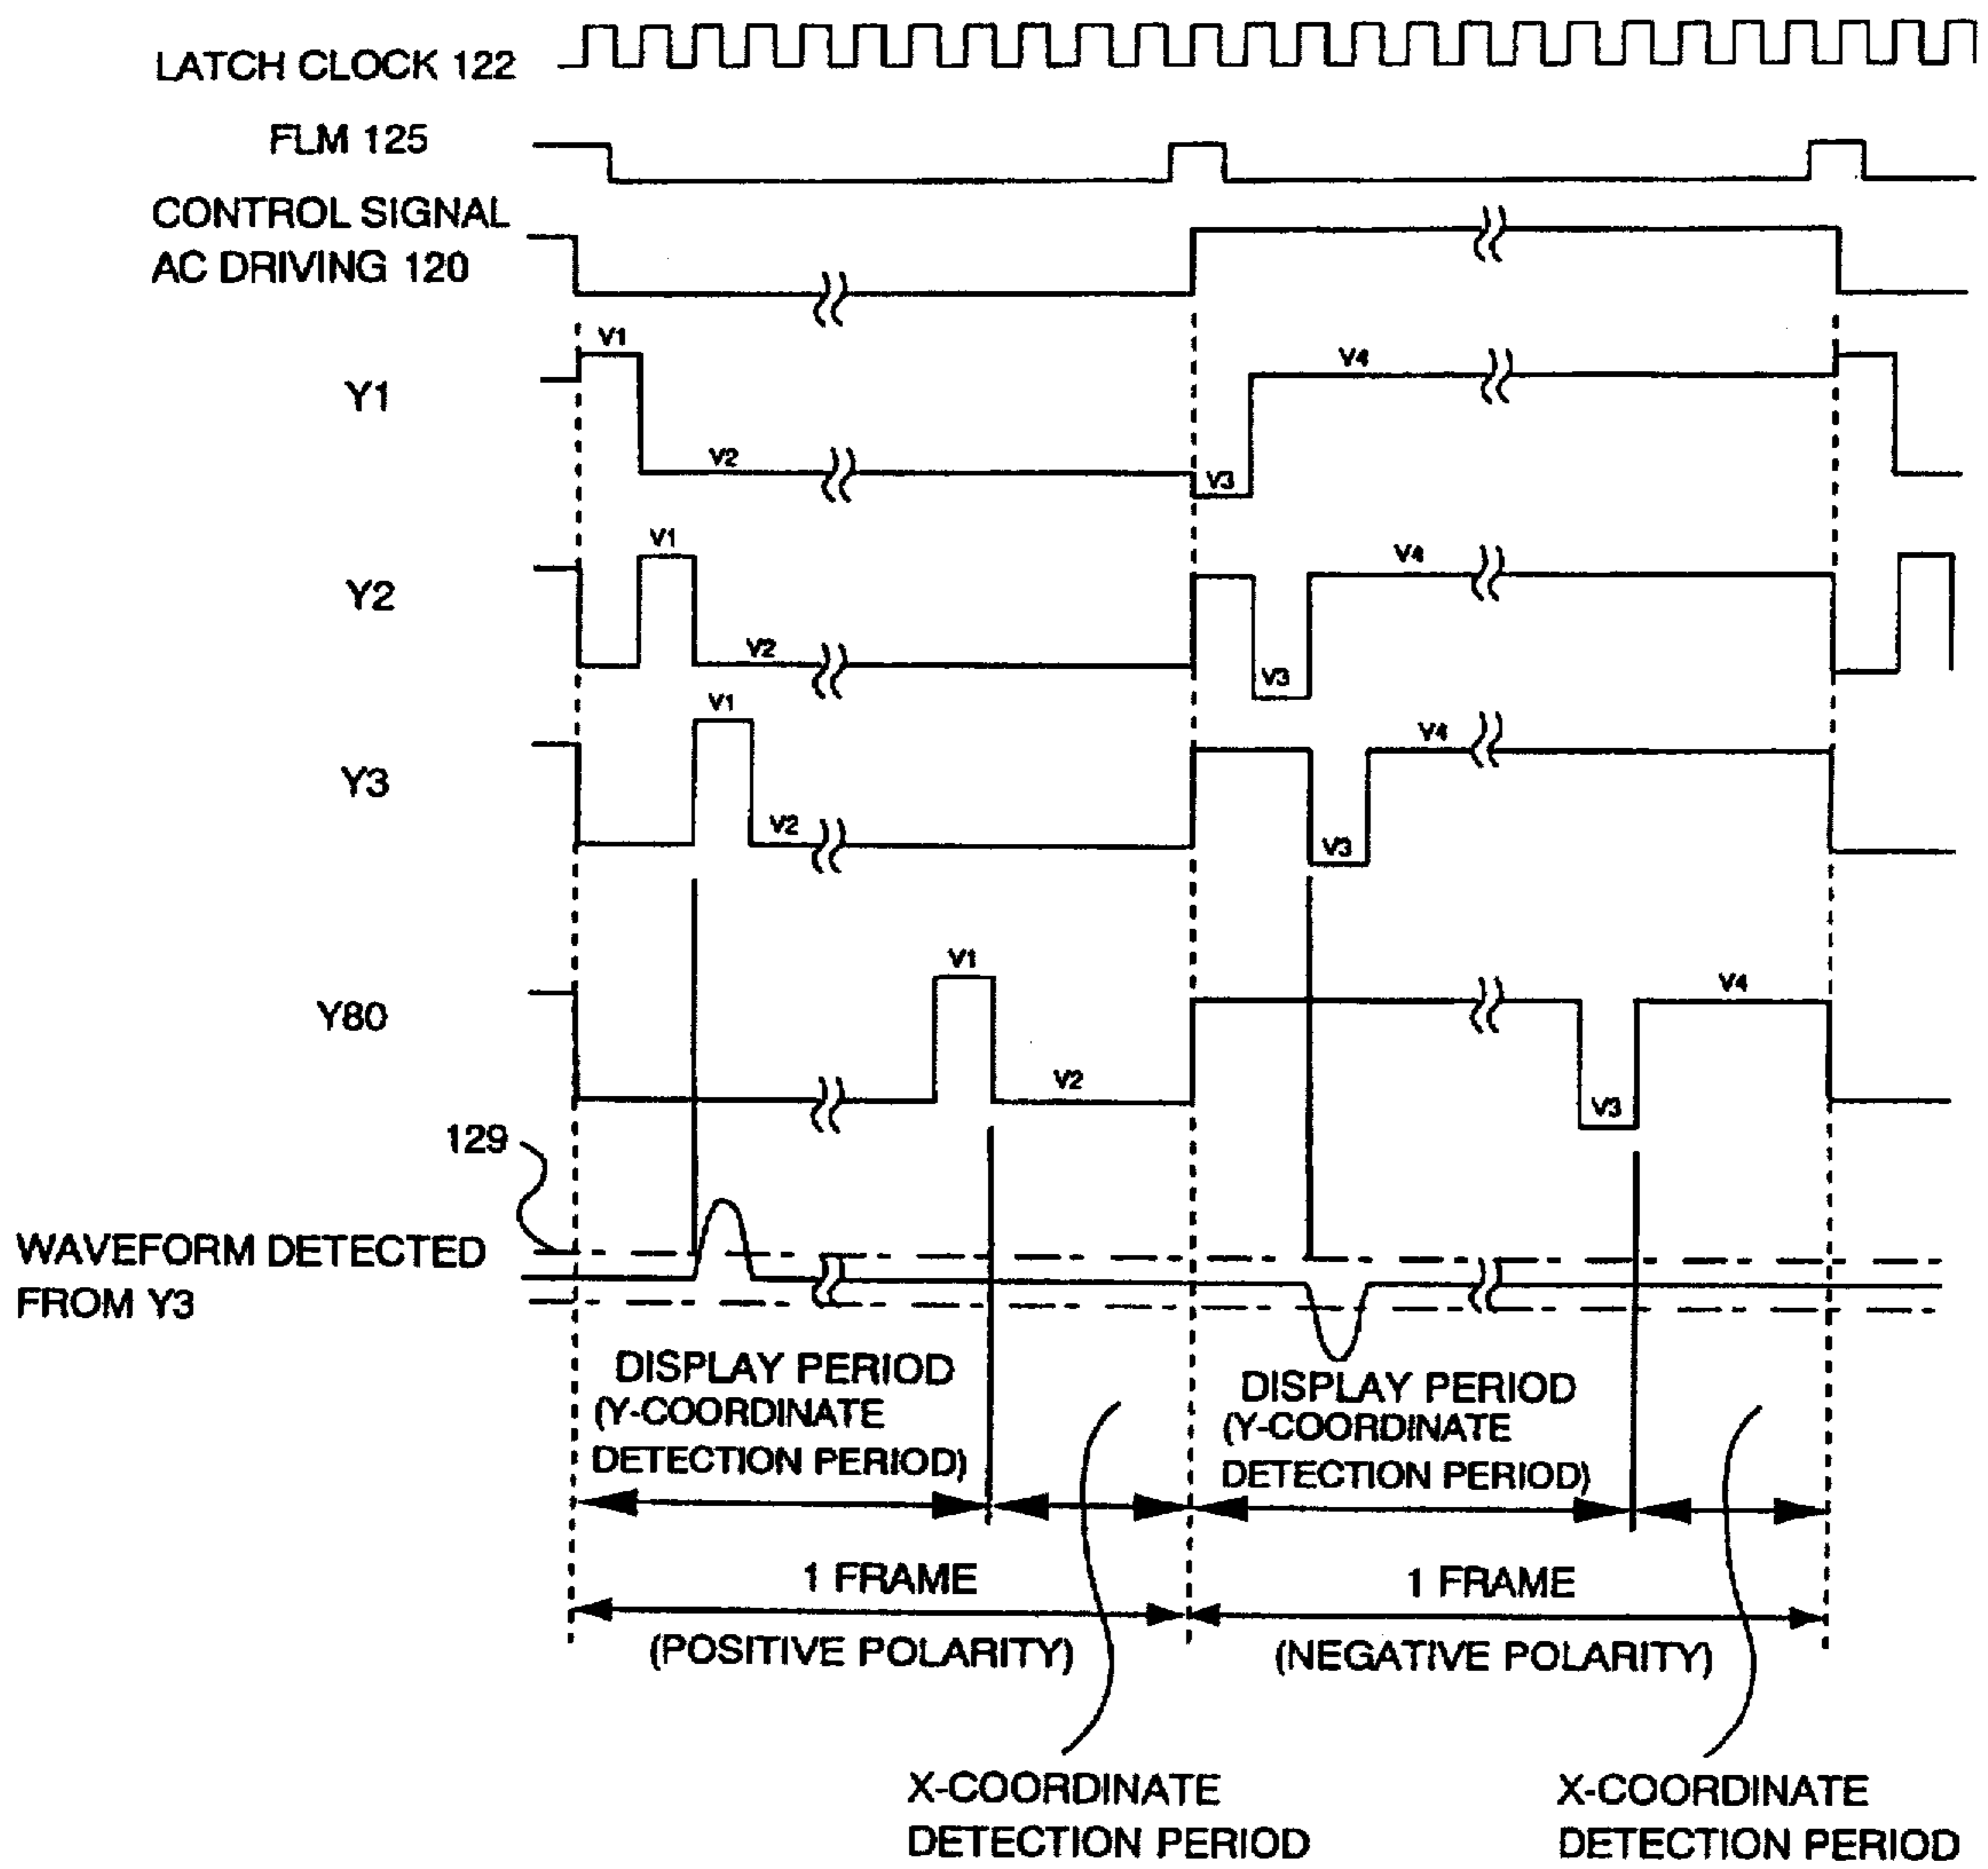 LATCH CLOCK 122
FLM 125
CONTROL SIGNAL
AC DRIVING 120
V1
V4
Y1
V2
V3
V1
V4
Y2
V2
V3
V1
V4
Y3
V2
V3
V1
V4
Y80
V2
V3
129
WAVEFORM DETECTED
FROM Y3
DISPLAY PERIOD
(Y-COORDINATE
DETECTION PERIOD)
DISPLAY PERIOD
(Y-COORDINATE
DETECTION PERIOD)
1 FRAME
(POSITIVE POLARITY)
1 FRAME
(NEGATIVE POLARITY)
X-COORDINATE
DETECTION PERIOD
X-COORDINATE
DETECTION PERIOD